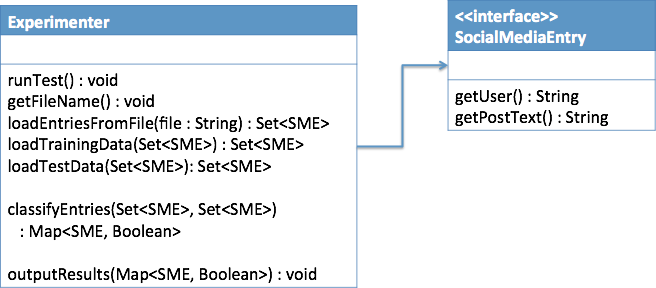 Experimenter
runTest() : void
getFileName() : void
loadEntriesFromFile(file : String) : Set<SME>
loadTrainingData(Set<SME>) : Set<SME>
loadTestData(Set<SME>): Set<SME>
classifyEntries(Set<SME>, Set<SME>)
: Map<SME, Boolean>
outputResults(Map<SME, Boolean>) : void
<<interface>>
SocialMediaEntry
getUser() : String
getPostText() : String